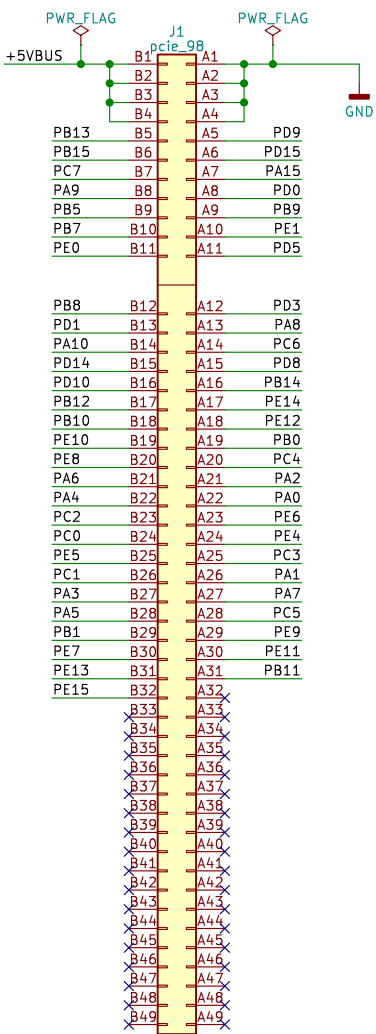 PWR_FLAG PWR_FLAG
J1
pcie_98
+5VBUS B1 A1
B2 A2
B3 A3
B4 A4
GND
PB13 B5 A5 PD9
PB15 B6 A6 PD15
PC7 B7 A7 PA15
PA9 B8 A8 PD0
PB5 B9 A9 PB9
PB7 B10 A10 PE1
PE0 B11 A11 PD5
PB8 B12 A12 PD3
PD1 B13 A13 PA8
PA10 B14 A14 PC6
PD14 B15 A15 PD8
PD10 B16 A16 PB14
PB12 B17 A17 PE14
PB10 B18 A18 PE12
PE10 B19 A19 PB0
PE8 B20 A20 PC4
PA6 B21 A21 PA2
PA4 B22 A22 PA0
PC2 B23 A23 PE6
PC0 B24 A24 PE4
PE5 B25 A25 PC3
PC1 B26 A26 PA1
PA3 B27 A27 PA7
PA5 B28 A28 PC5
PB1 B29 A29 PE9
PE7 B30 A30 PE11
PE13 B31 A31 PB11
PE15 B32 A32
B33 A33
B34 A34
B35 A35
B36 A36
B37 A37
B38 A38
B39 A39
B40 A40
B41 A41
B42 A42
B43 A43
B44 A44
B45 A45
B46 A46
B47 A47
B48 A48
B49 A49